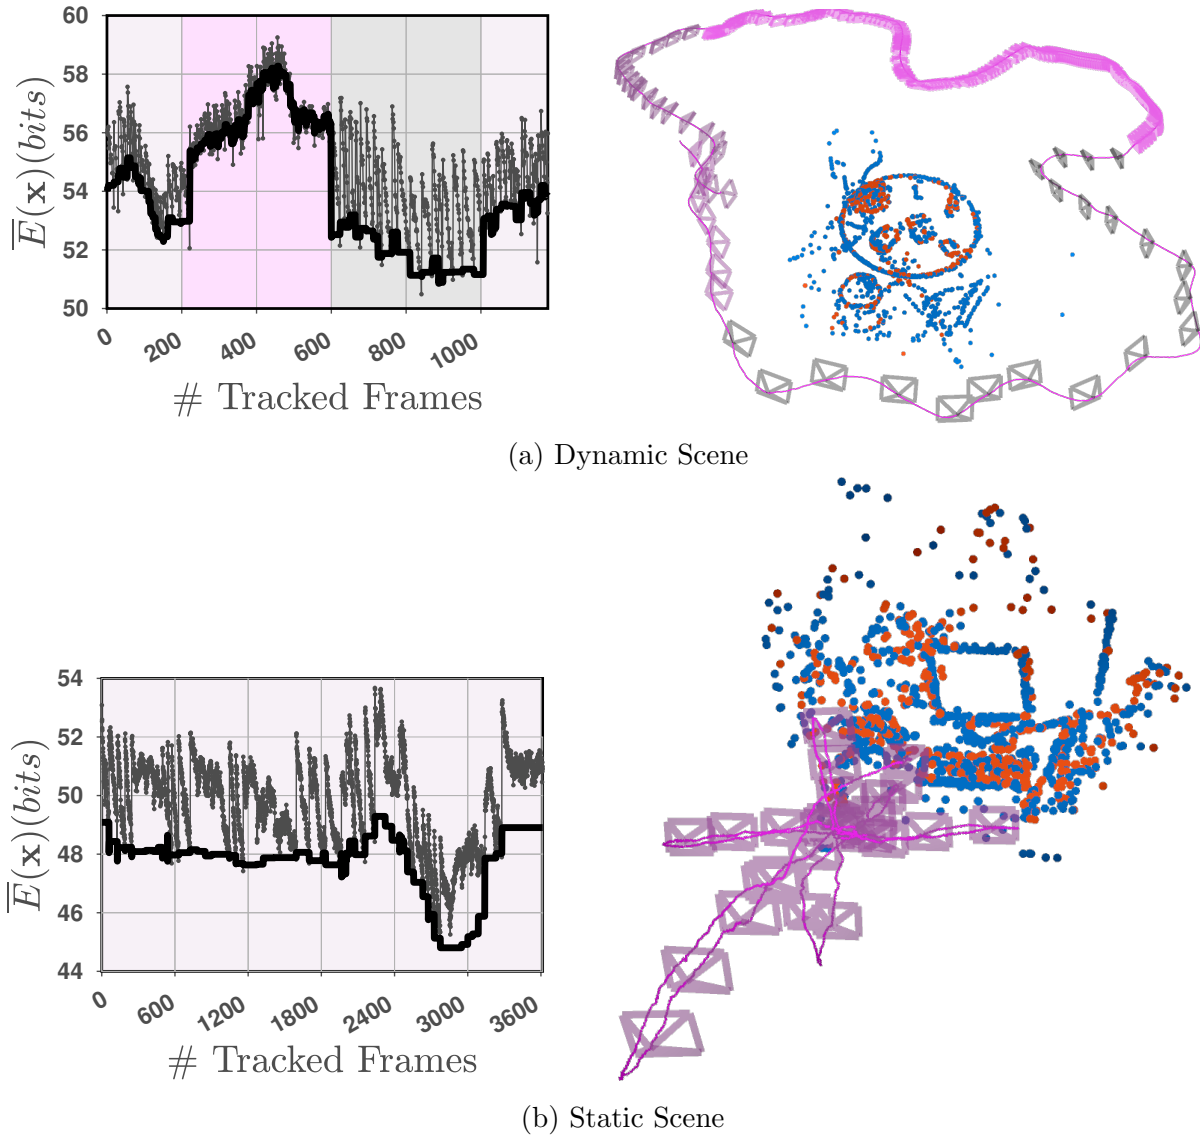 60
58
56
54
52
50
E̅(x)(bits)
0 200 400 600 800 1000
# Tracked Frames
(a) Dynamic Scene
54
52
50
48
46
44
E̅(x)(bits)
0 600 1200 1800 2400 3000 3600
# Tracked Frames
(b) Static Scene